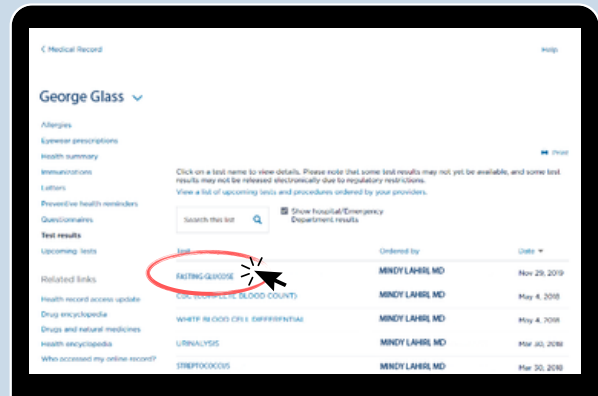 < Medical Record
Help
George Glass
Allergies
Eyewear prescriptions
Health summary
Immunizations
Letters
Preventive health reminders
Questionnaires
Test results
Upcoming Tests
Related links
Health record access update
Drug encyclopedia
Drugs and natural medicines
Health encyclopedia
Who accessed my online record?
Print
Click on a test name to view details. Please note that some test results may not yet be available, and some test
results may not be released electronically due to regulatory restrictions.
View a list of upcoming tests and procedures ordered by your providers.
Search this list
Show hospital/Emergency
Department results
Test Ordered by Date
FASTING GLUCOSE MINDY LAHIRI, MD Nov 29, 2019
CBC (COMPLETE BLOOD COUNT) MINDY LAHIRI, MD May 4, 2018
WHITE BLOOD CELL DIFFERENTIAL MINDY LAHIRI, MD May 4, 2018
URINALYSIS MINDY LAHIRI, MD Mar 30, 2018
STREPTOCOCCUS MINDY LAHIRI, MD Mar 30, 2018